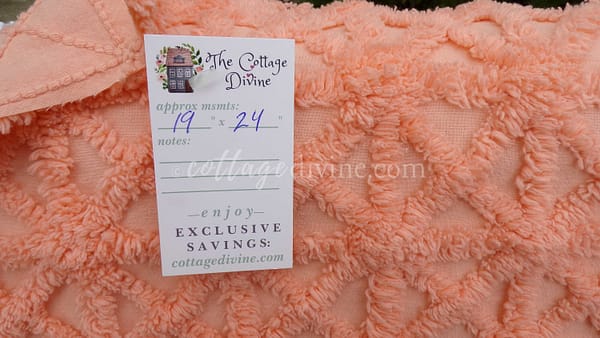 The Cottage
Divine
approx msmts:
19 " x 24 "
notes:
© cottagedivine.com
—enjoy—
EXCLUSIVE
SAVINGS:
cottagedivine.com